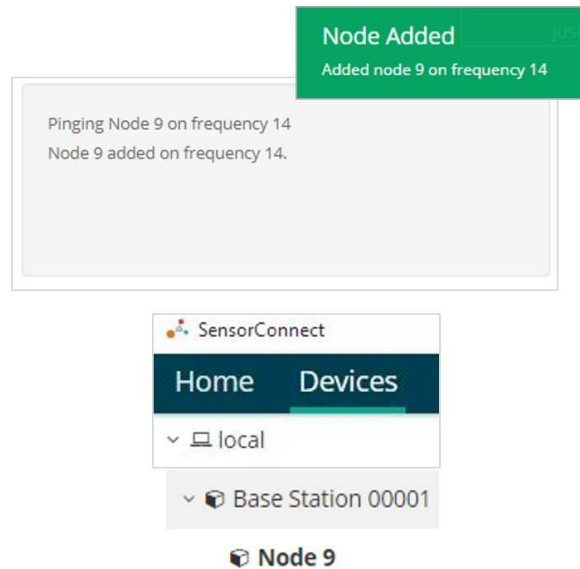 Node Added
Added node 9 on frequency 14
Pinging Node 9 on frequency 14
Node 9 added on frequency 14.
SensorConnect
Home Devices
local
Base Station 00001
Node 9